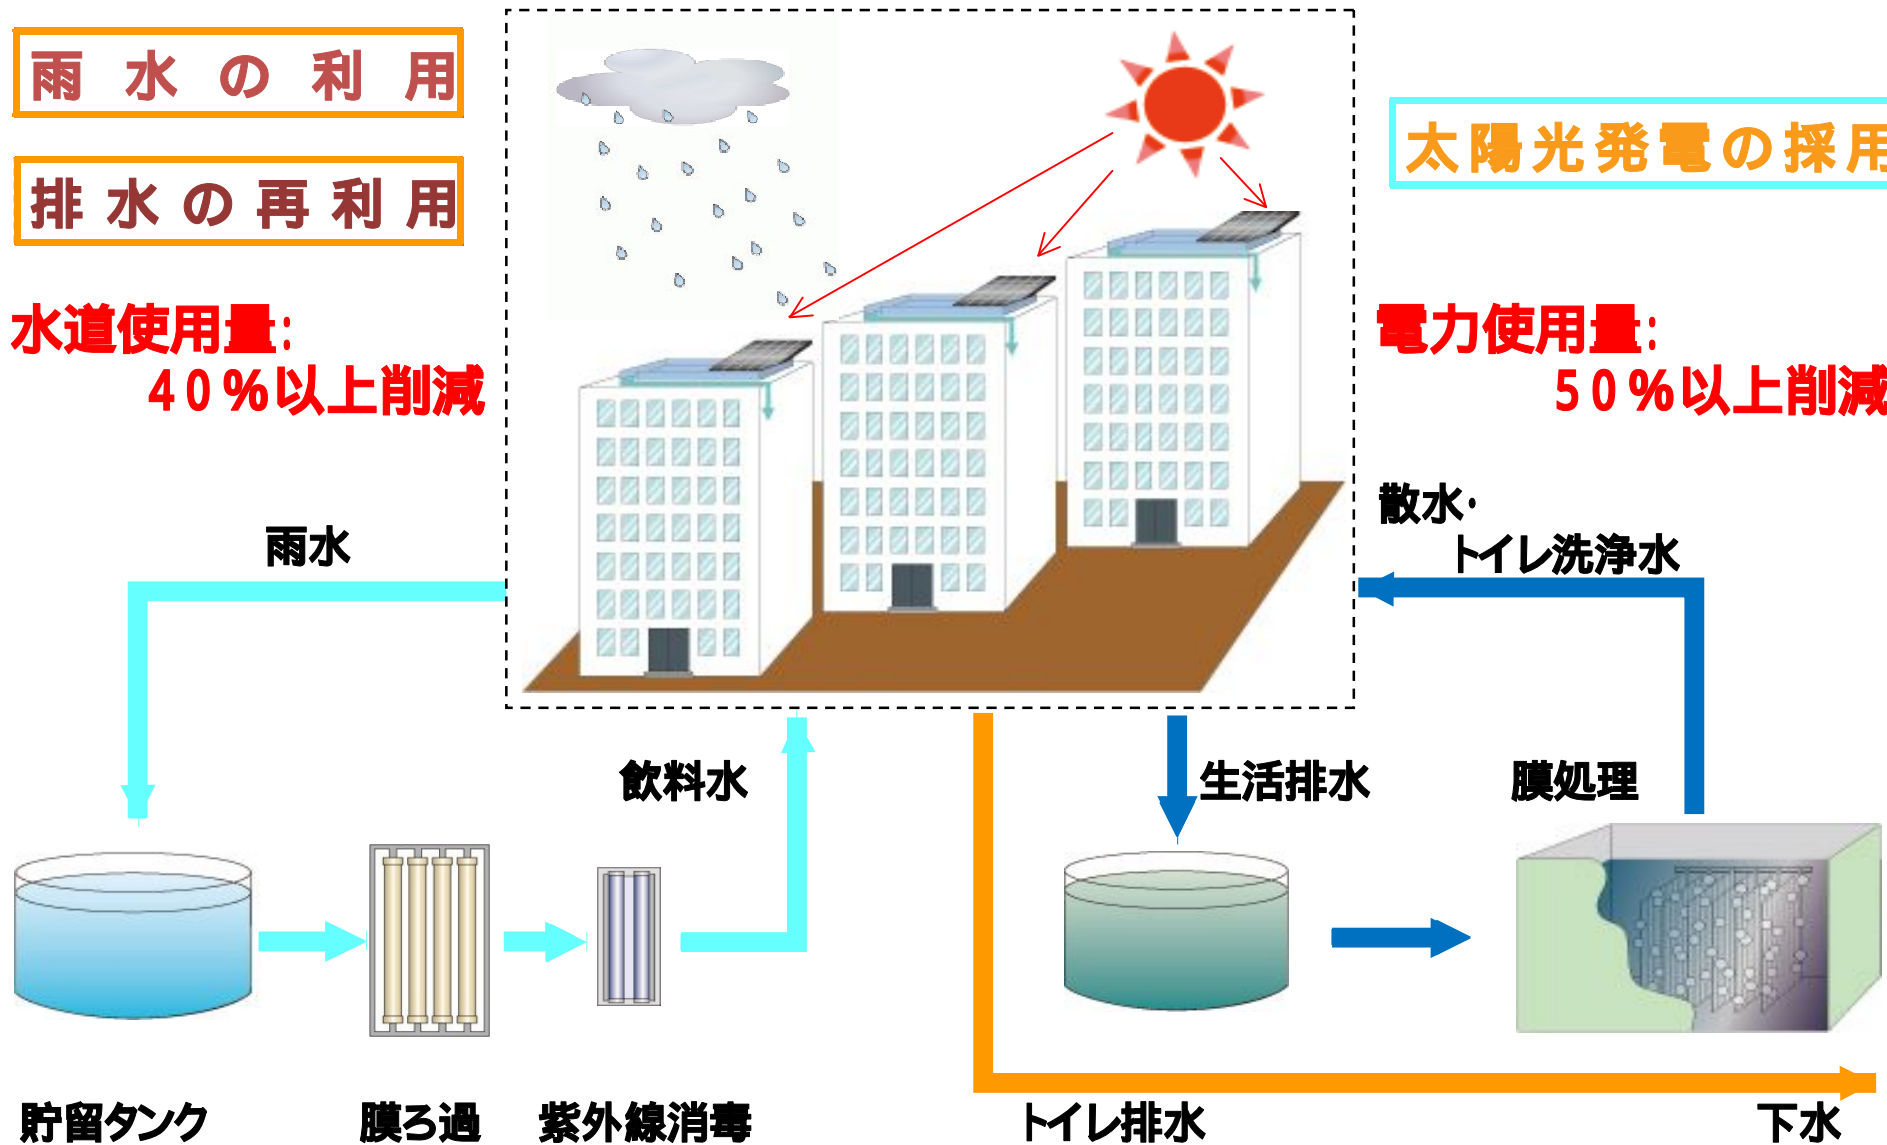 雨水の利用
排水の再利用
水道使用量:
40%以上削減
太陽光発電の採用
電力使用量:
50%以上削減
雨水
散水・
トイレ洗浄水
飲料水
生活排水
膜処理
貯留タンク
膜ろ過
紫外線消毒
トイレ排水
下水